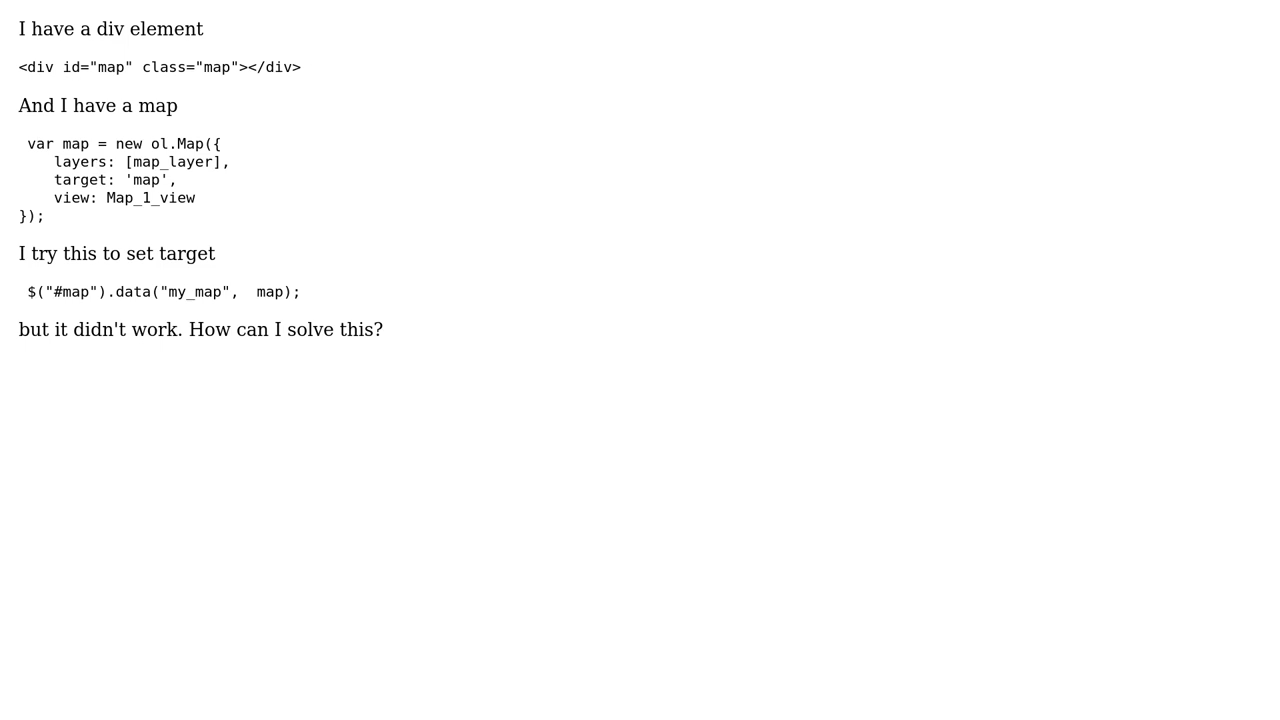 I have a div element
<div id="map" class="map"></div>
And I have a map
 var map = new ol.Map({
    layers: [map_layer],
    target: 'map',
    view: Map_1_view
});
I try this to set target
 $("#map").data("my_map",  map);
but it didn't work. How can I solve this?